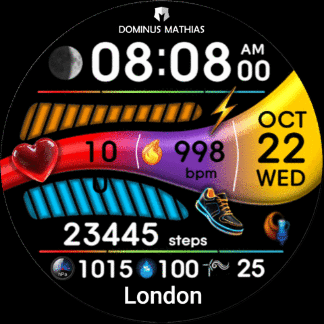 DOMINUS MATHIAS
08:08 AM 00
OCT
10 998 22
bpm WED
23445 steps
1015 100 25
London